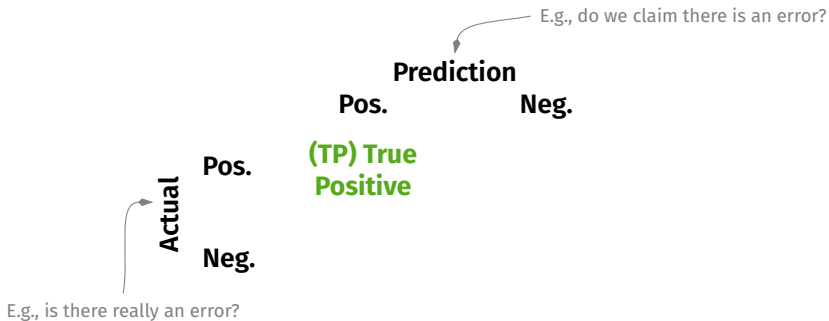 E.g., do we claim there is an error?
Prediction
Pos. Neg.
Pos.
(TP) True
Positive
Actual
Neg.
E.g., is there really an error?